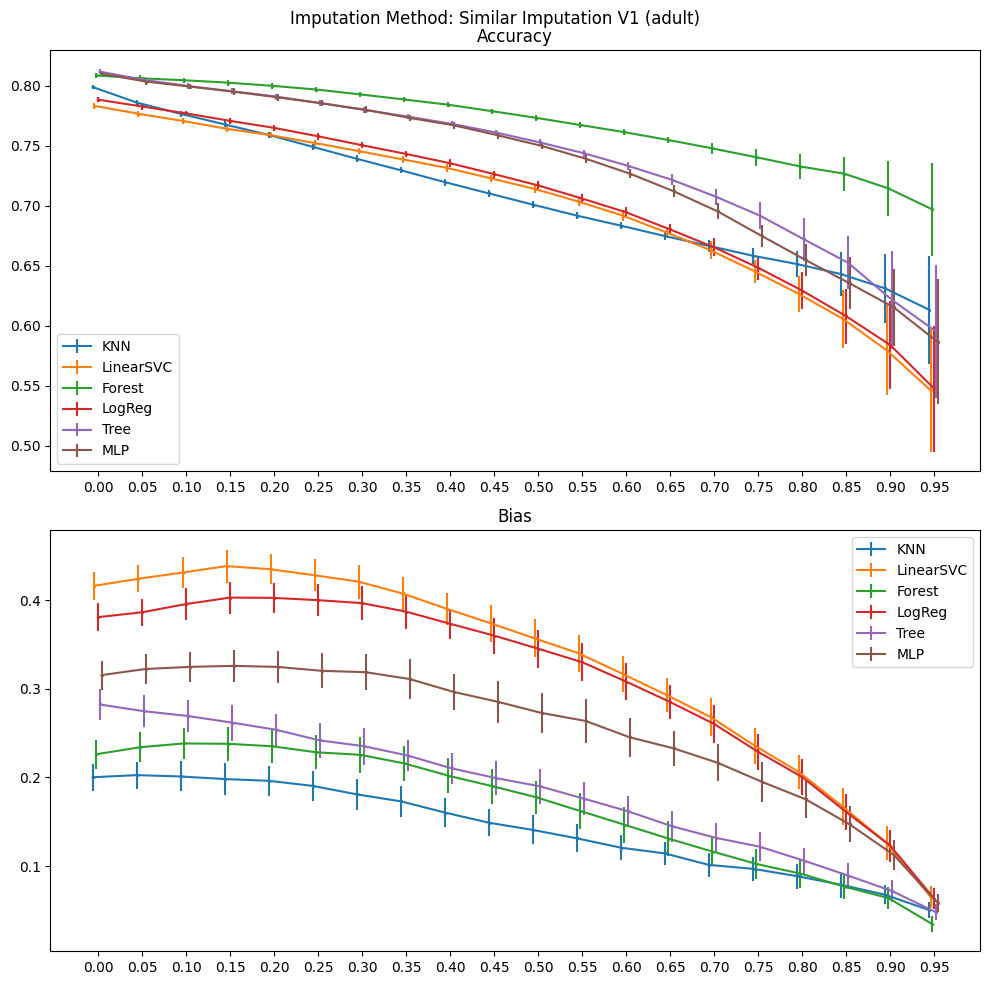 Imputation Method: Similar Imputation V1 (adult)
Accuracy
0.80
0.75
0.70
0.65
0.60
0.55
0.50
KNN
LinearSVC
Forest
LogReg
Tree
MLP
0.00 0.05 0.10 0.15 0.20 0.25 0.30 0.35 0.40 0.45 0.50 0.55 0.60 0.65 0.70 0.75 0.80 0.85 0.90 0.95
Bias
0.4
0.3
0.2
0.1
KNN
LinearSVC
Forest
LogReg
Tree
MLP
0.00 0.05 0.10 0.15 0.20 0.25 0.30 0.35 0.40 0.45 0.50 0.55 0.60 0.65 0.70 0.75 0.80 0.85 0.90 0.95